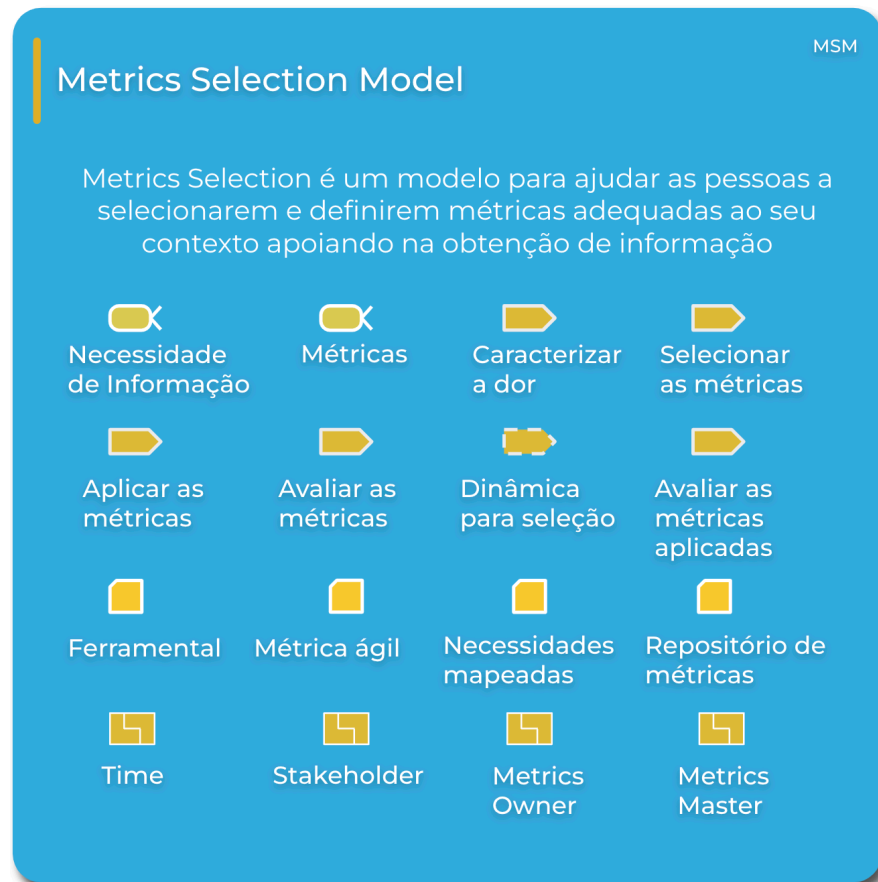 MSM
Metrics Selection Model
Metrics Selection é um modelo para ajudar as pessoas a
selecionarem e definirem métricas adequadas ao seu
contexto apoiando na obtenção de informação
Necessidade
de Informação
Métricas
Caracterizar
a dor
Selecionar
as métricas
Aplicar as
métricas
Avaliar as
métricas
Dinâmica
para seleção
Avaliar as
métricas
aplicadas
Ferramental
Métrica ágil
Necessidades
mapeadas
Repositório de
métricas
Time
Stakeholder
Metrics
Owner
Metrics
Master